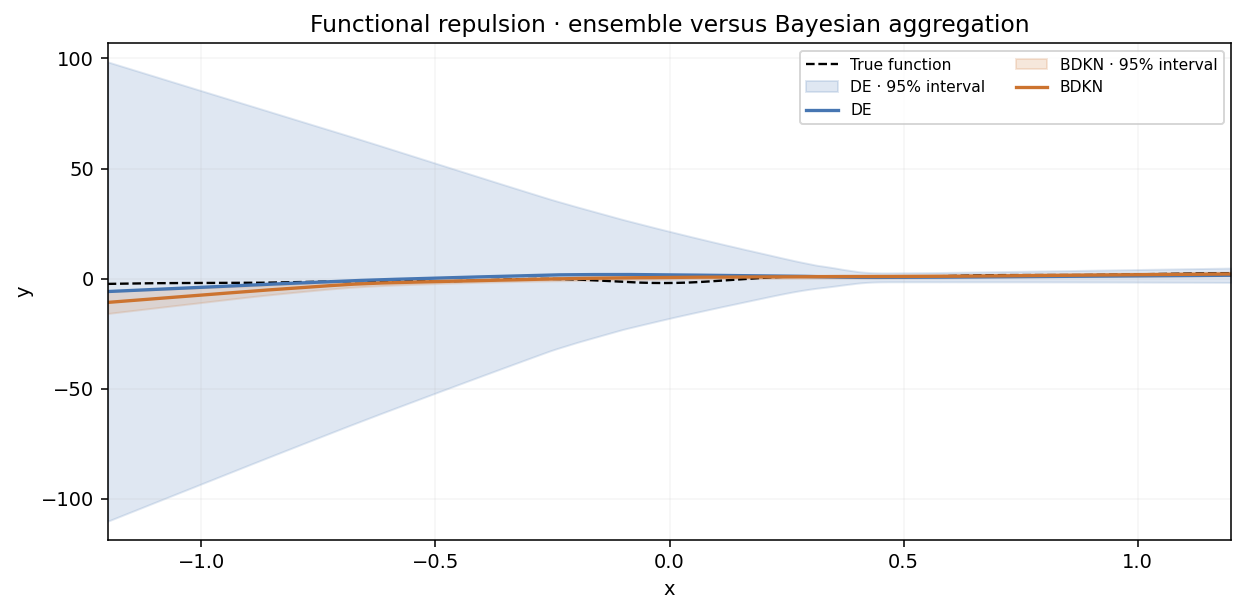 Functional repulsion · ensemble versus Bayesian aggregation
True function
DE · 95% interval
DE
BDKN · 95% interval
BDKN
100
50
0
−50
−100
y
−1.0
−0.5
0.0
0.5
1.0
x